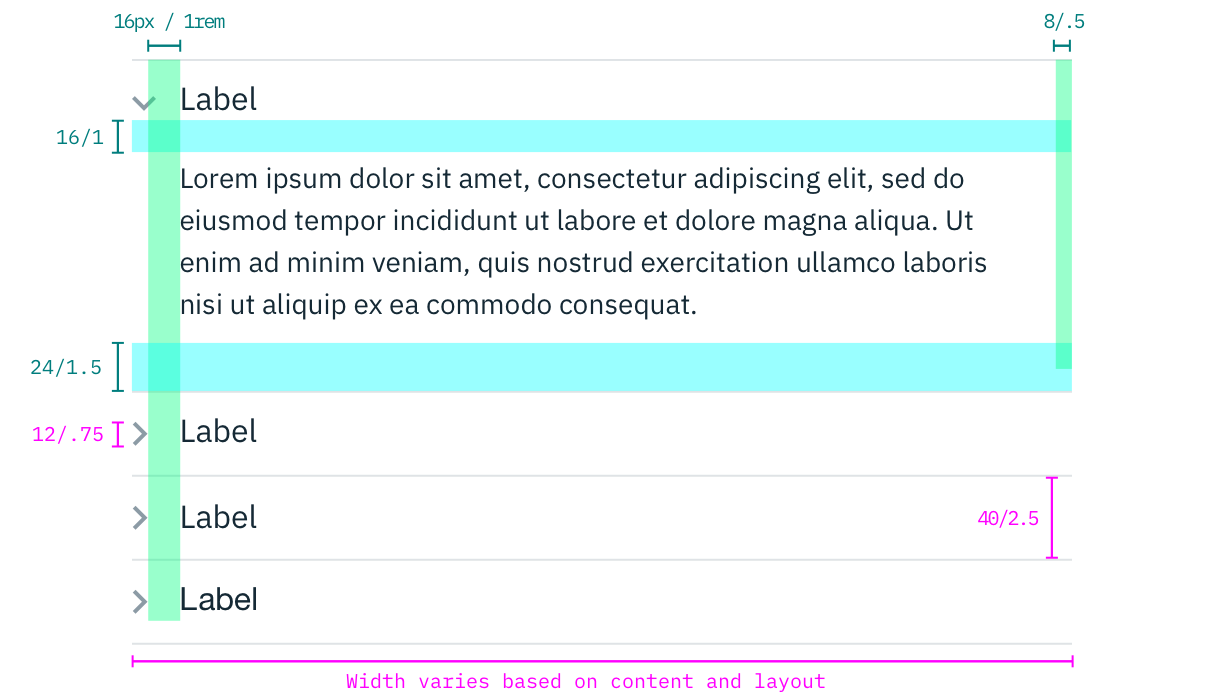 16px / 1rem
8/.5
Label
16/1
Lorem ipsum dolor sit amet, consectetur adipiscing elit, sed do
eiusmod tempor incididunt ut labore et dolore magna aliqua. Ut
enim ad minim veniam, quis nostrud exercitation ullamco laboris
nisi ut aliquip ex ea commodo consequat.
24/1.5
12/.75
Label
Label
40/2.5
Label
Width varies based on content and layout